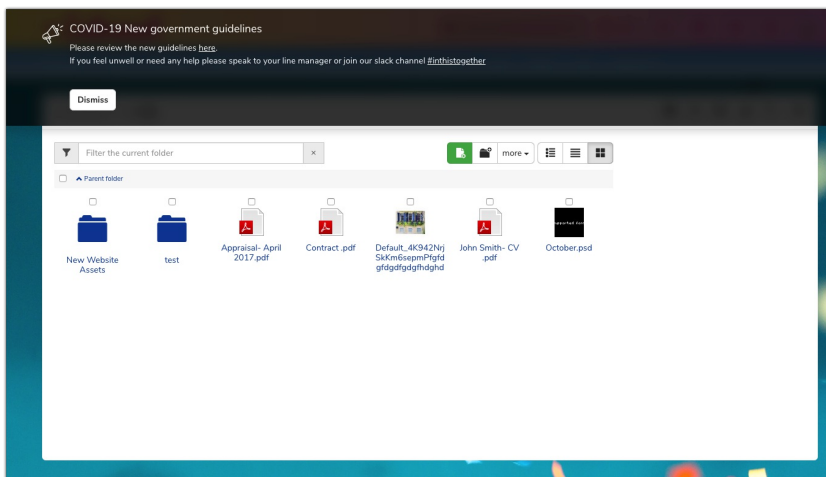 COVID-19 New government guidelines
Please review the new guidelines here.
If you feel unwell or need any help please speak to your line manager or join our slack channel #inthistogether
Dismiss
Filter the current folder ×
more
Parent folder
New Website
Assets
test
Appraisal- April
2017.pdf
Contract .pdf
Default_4K942Nrj
SkKm6sepmPfgfd
gfdgdfgdgfhdghd
John Smith- CV
.pdf
October.psd